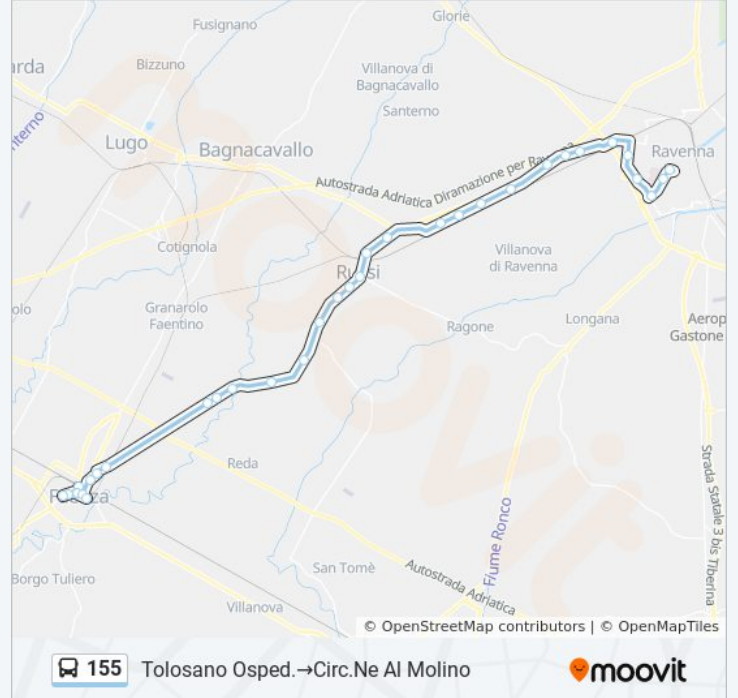 Fusignano
Glorie
Bizzuno
Villanova di
Bagnacavallo
Santerno
Lugo
Bagnacavallo
Ravenna
Autostrada Adriatica Diramazione per Ra
Cotignola
Villanova
di Ravenna
Granarolo
Faentino
Ragone
Longana
Aerop
Gastone
Reda
Strada Statale 3 bis Tiberina
Fiume Ronco
San Tomè
Autostrada Adriatica
Borgo Tuliero
Villanova
moovit
© OpenStreetMap contributors | © OpenMapTiles
155 Tolosano Osped.→Circ.Ne Al Molino
moovit